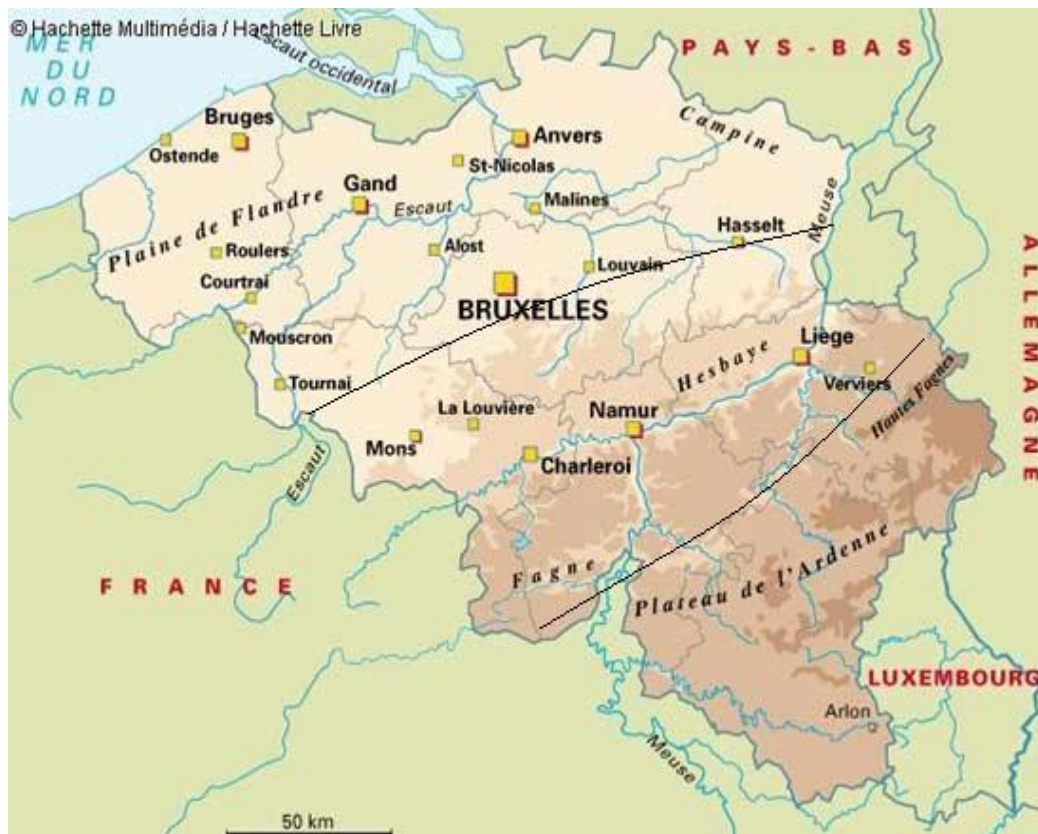 © Hachette Multimédia / Hachette Livre
MER
DU
NORD
Escaut occidental
PAYS-BAS
Bruges
Ostende
Anvers
Campine
St-Nicolas
Gand
Escaut
Malines
Meuse
Plaine de Flandre
Hasselt
Roulers
Alost
Louvain
Courtrai
BRUXELLES
Mouscron
Liège
Hesbaye
Verviers
Tournai
La Louvière
Namur
Hautes Fagnes
ALLEMAGNE
Mons
Charleroi
Escaut
Fagne
Plateau de l'Ardenne
FRANCE
LUXEMBOURG
Arlon
Meuse
50 km